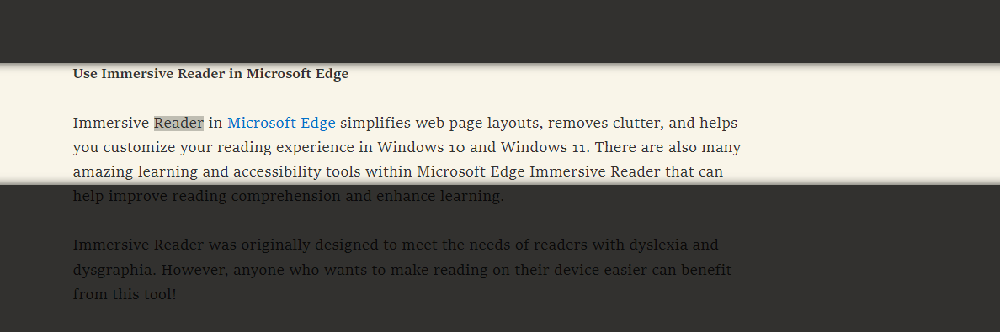 Use Immersive Reader in Microsoft Edge
Immersive Reader in Microsoft Edge simplifies web page layouts, removes clutter, and helps
you customize your reading experience in Windows 10 and Windows 11. There are also many
amazing learning and accessibility tools within Microsoft Edge Immersive Reader that can
help improve reading comprehension and enhance learning.
Immersive Reader was originally designed to meet the needs of readers with dyslexia and
dysgraphia. However, anyone who wants to make reading on their device easier can benefit
from this tool!